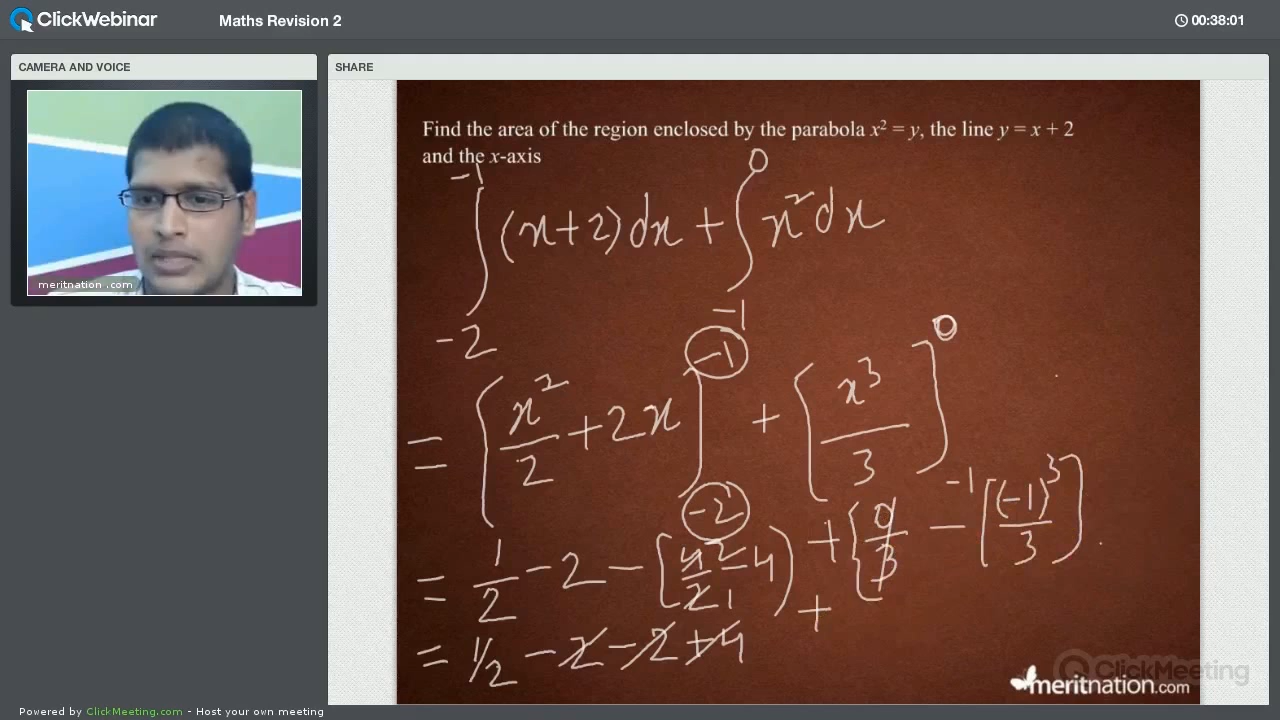 ClickWebinar
Maths Revision 2
00:38:01
CAMERA AND VOICE
SHARE
meritnation .com
Find the area of the region enclosed by the parabola x² = y, the line y = x + 2
and the x-axis
∫₋₂⁻¹ (x+2) dx + ∫₋₁⁰ x² dx
= [x²/2 + 2x]₋₂⁻¹ + [x³/3]₋₁⁰
= 1/2 - 2 - [4/2 - 4] + [0/3 - [(-1)³/3]
= 1/2 - 2 - 2 + 4 +
ClickMeeting
meritnation.com
Powered by ClickMeeting.com - Host your own meeting